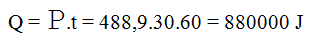 Q = P.t = 488,9.30.60 = 880000 J